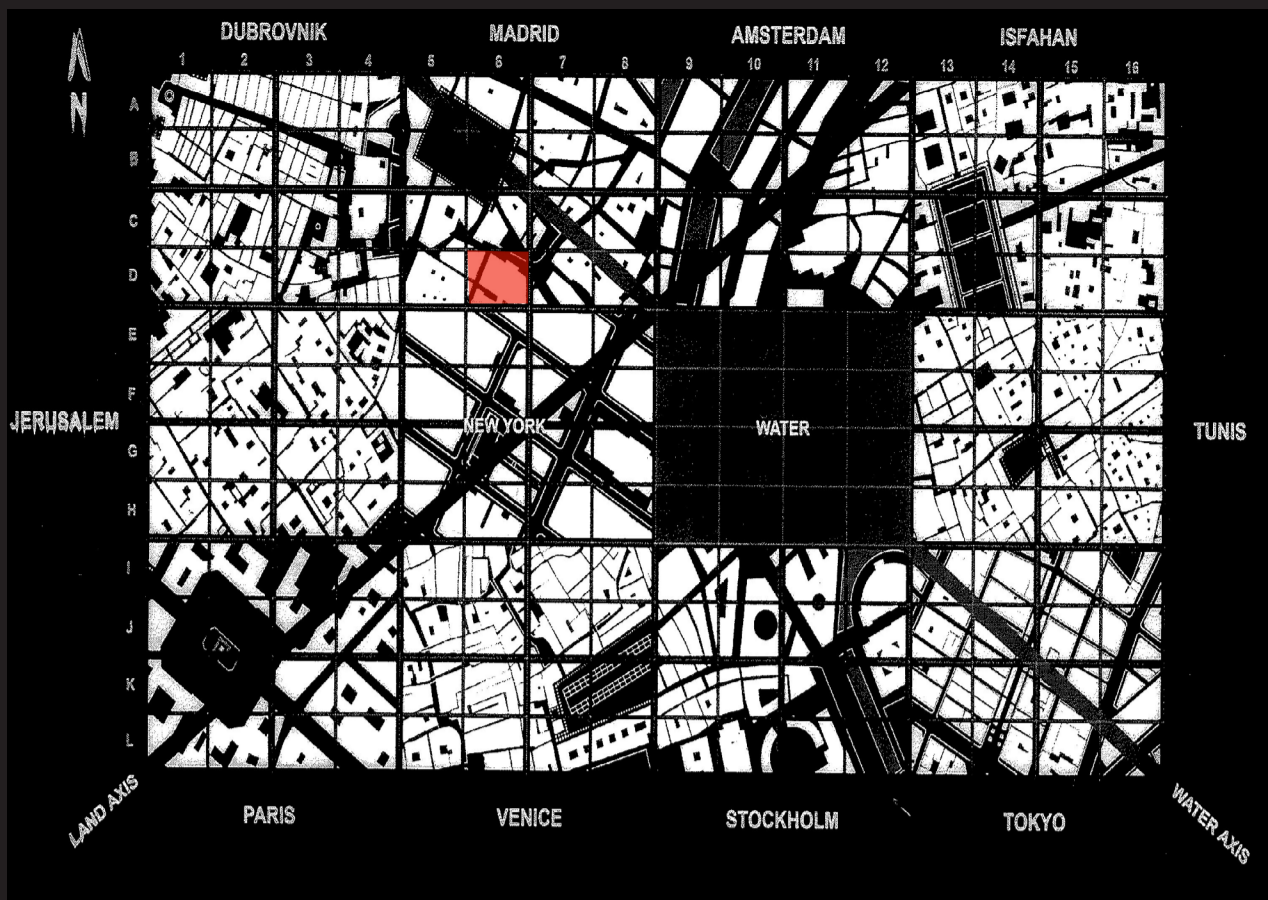 DUBROVNIK MADRID AMSTERDAM ISFAHAN
1 2 3 4 5 6 7 8 9 10 11 12 13 14 15 16
N
A
B
C
D
E
F
JERUSALEM NEW YORK WATER TUNIS
G
H
I
J
K
L
LAND AXIS
WATER AXIS
PARIS VENICE STOCKHOLM TOKYO